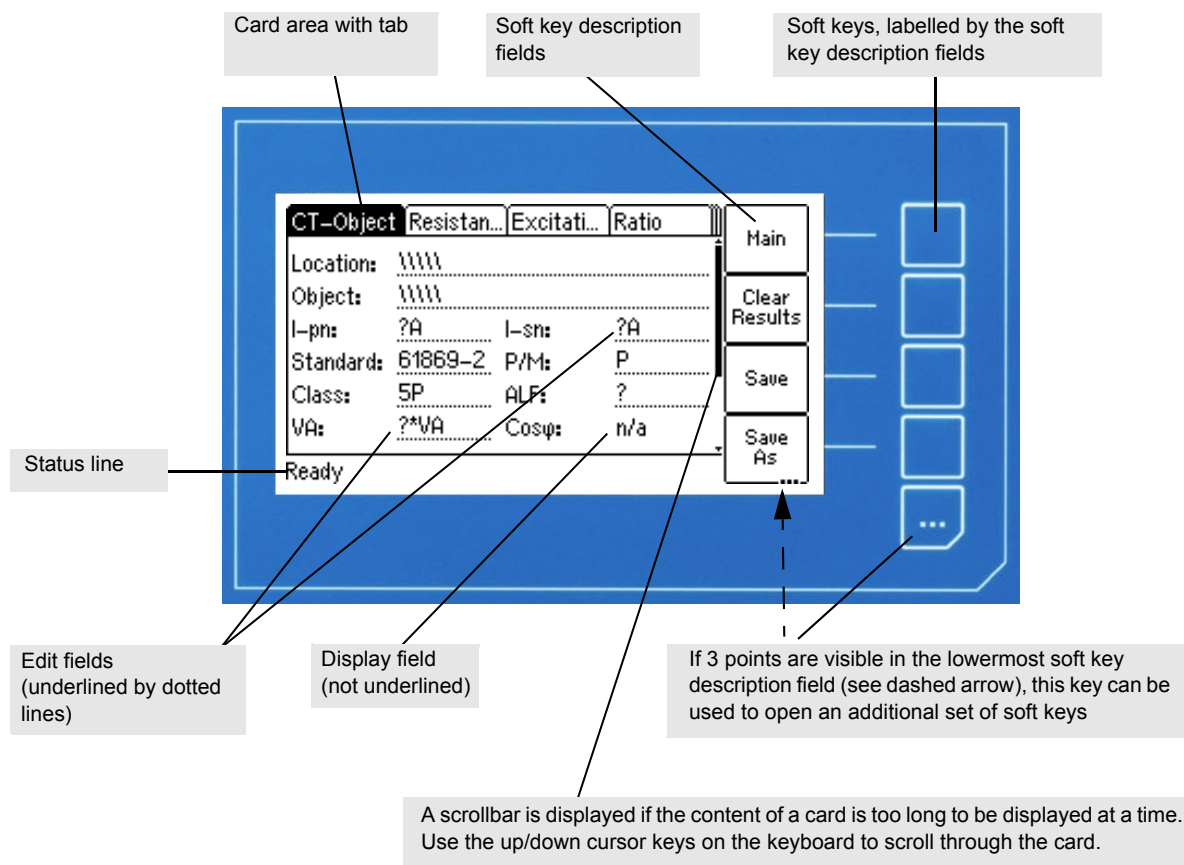 Card area with tab
Soft key description
fields
Soft keys, labelled by the soft
key description fields
CT-Object Resistan... Excitati... Ratio
Location: \\\\\
Object: \\\\\
I-pn: ?A I-sn: ?A
Standard: 61869-2 P/M: P
Class: 5P ALF: ?
VA: ?*VA Cosφ: n/a
Ready
Main
Clear
Results
Save
Save
As
...
...
Status line
Edit fields
(underlined by dotted
lines)
Display field
(not underlined)
If 3 points are visible in the lowermost soft key
description field (see dashed arrow), this key can be
used to open an additional set of soft keys
A scrollbar is displayed if the content of a card is too long to be displayed at a time.
Use the up/down cursor keys on the keyboard to scroll through the card.